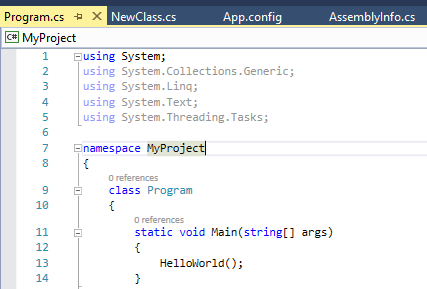 Program.cs NewClass.cs App.config AssemblyInfo.cs
C# MyProject
1 using System;
2 using System.Collections.Generic;
3 using System.Linq;
4 using System.Text;
5 using System.Threading.Tasks;
6
7 namespace MyProject
8 {
0 references
9 class Program
10 {
0 references
11 static void Main(string[] args)
12 {
13 HelloWorld();
14 }